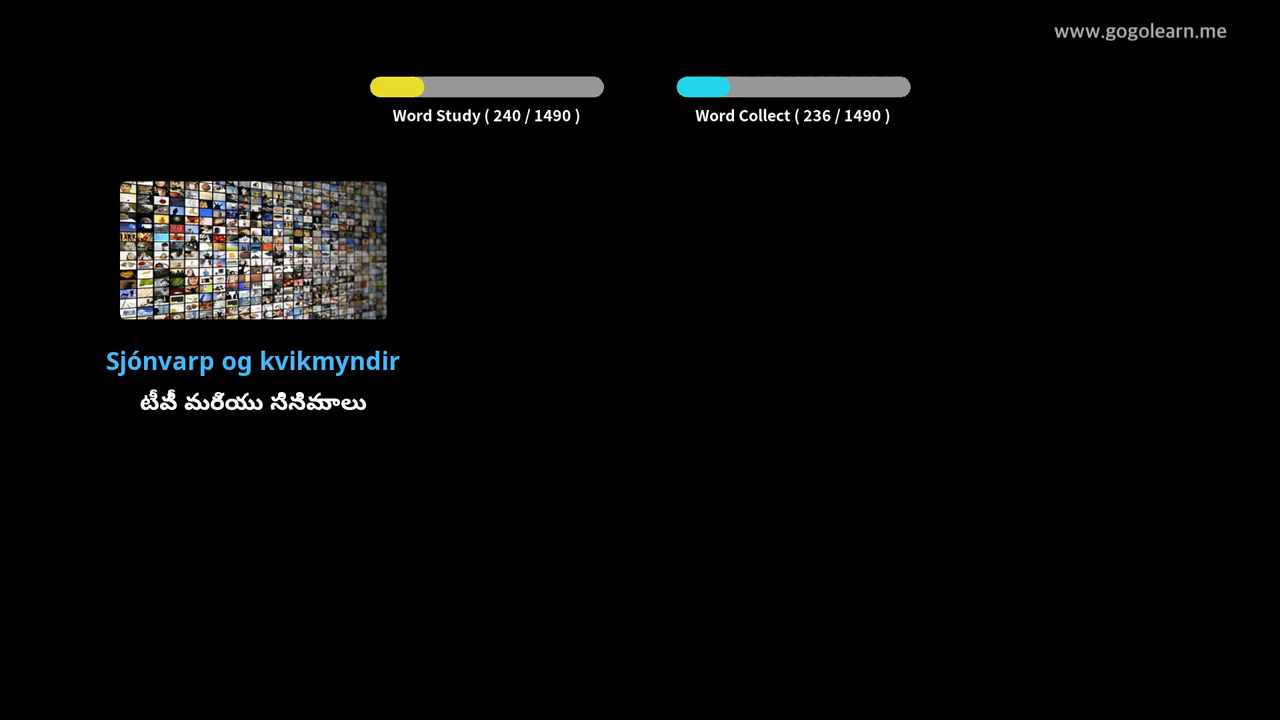 www.gogolearn.me
Word Study ( 240 / 1490 )
Word Collect ( 236 / 1490 )
Sjónvarp og kvikmyndir
టీవీ మరియు సినిమాలు